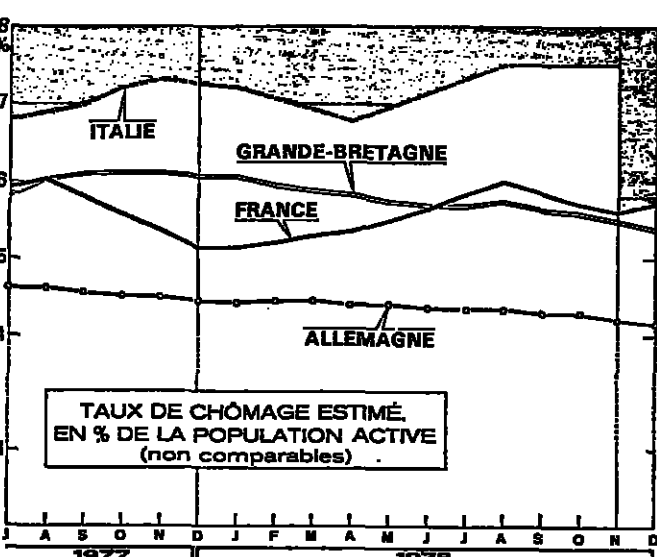 8
%
7
ITALIE
GRANDE-BRETAGNE
6
FRANCE
5
ALLEMAGNE
TAUX DE CHÔMAGE ESTIMÉ,
EN % DE LA POPULATION ACTIVE
(non comparables)
J A S O N D J F M A M J J A S O N D
1977 1978